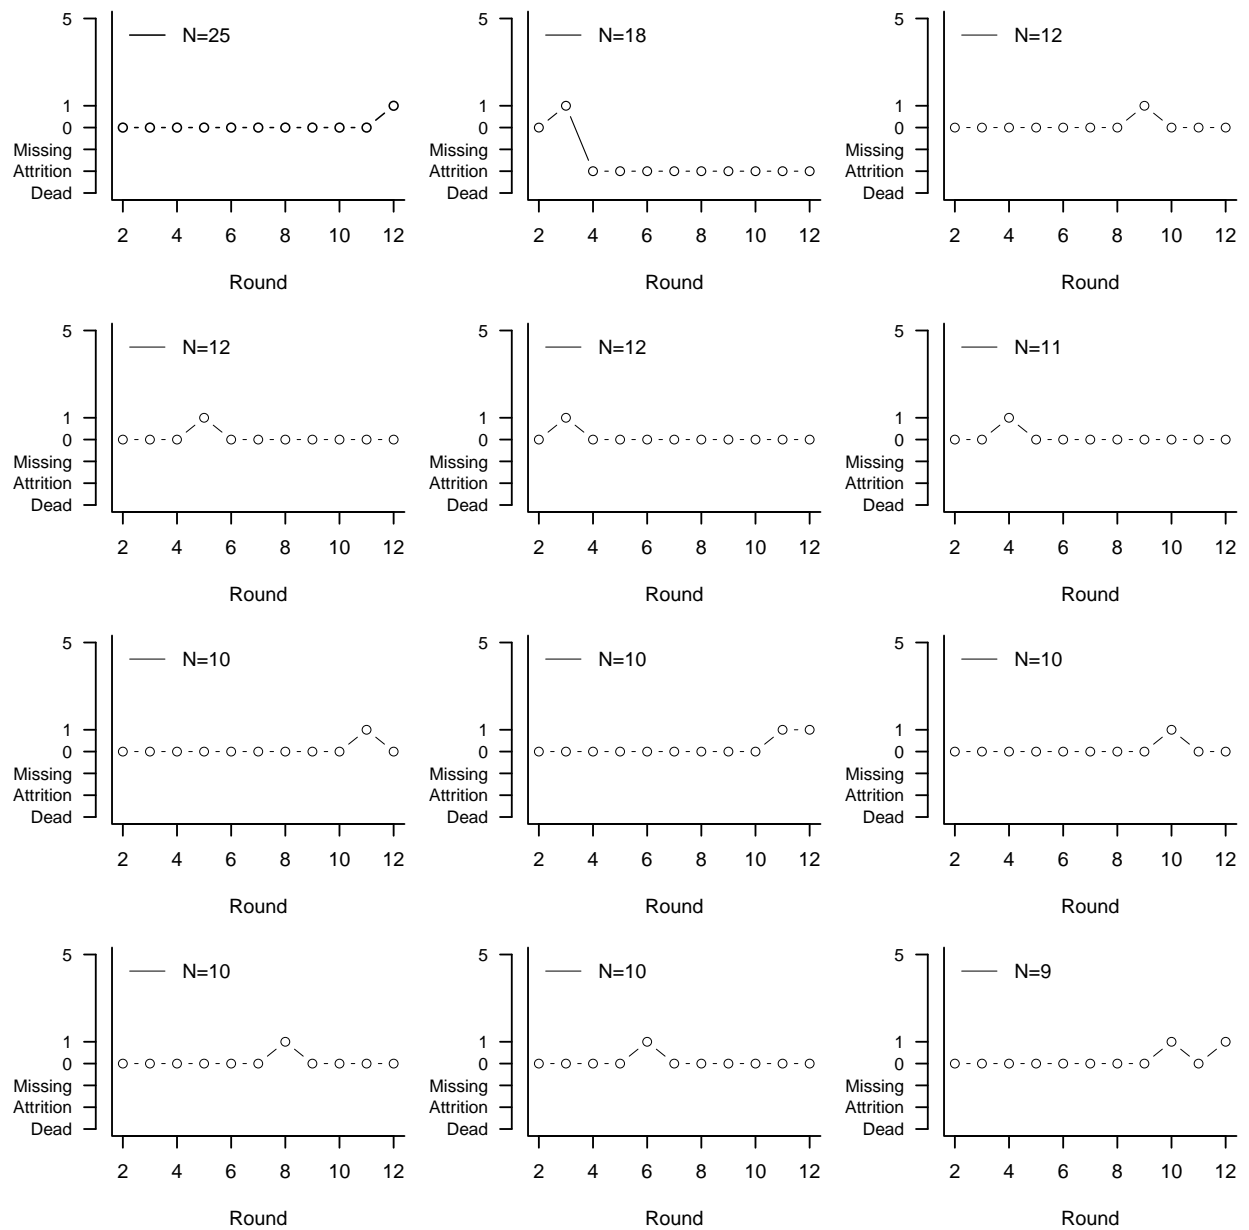 5 N=25
1
0
Missing
Attrition
Dead
2 4 6 8 10 12
Round
5 N=18
1
0
Missing
Attrition
Dead
2 4 6 8 10 12
Round
5 N=12
1
0
Missing
Attrition
Dead
2 4 6 8 10 12
Round
5 N=12
1
0
Missing
Attrition
Dead
2 4 6 8 10 12
Round
5 N=12
1
0
Missing
Attrition
Dead
2 4 6 8 10 12
Round
5 N=11
1
0
Missing
Attrition
Dead
2 4 6 8 10 12
Round
5 N=10
1
0
Missing
Attrition
Dead
2 4 6 8 10 12
Round
5 N=10
1
0
Missing
Attrition
Dead
2 4 6 8 10 12
Round
5 N=10
1
0
Missing
Attrition
Dead
2 4 6 8 10 12
Round
5 N=10
1
0
Missing
Attrition
Dead
2 4 6 8 10 12
Round
5 N=10
1
0
Missing
Attrition
Dead
2 4 6 8 10 12
Round
5 N=9
1
0
Missing
Attrition
Dead
2 4 6 8 10 12
Round